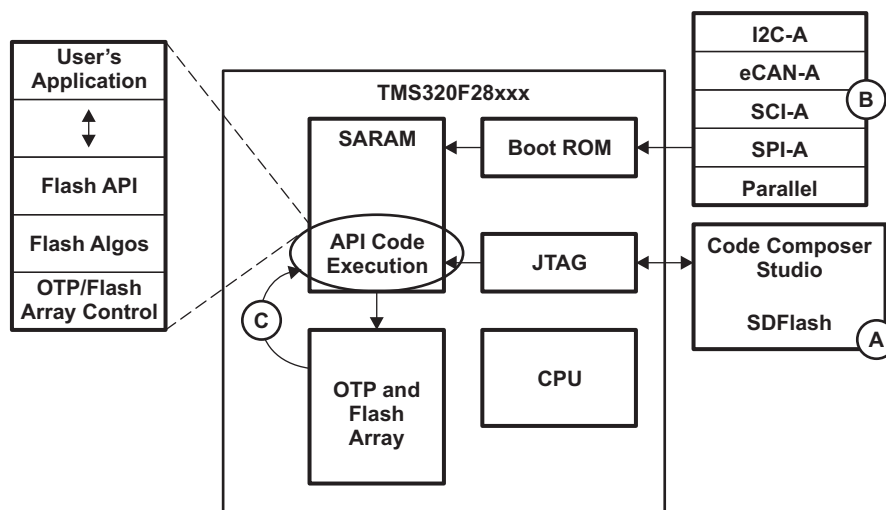 User's
Application
Flash API
Flash Algos
OTP/Flash
Array Control
TMS320F28xxx
SARAM
Boot ROM
API Code
Execution
JTAG
C
OTP and
Flash
Array
CPU
I2C-A
eCAN-A
B
SCI-A
SPI-A
Parallel
Code Composer
Studio
SDFlash
A